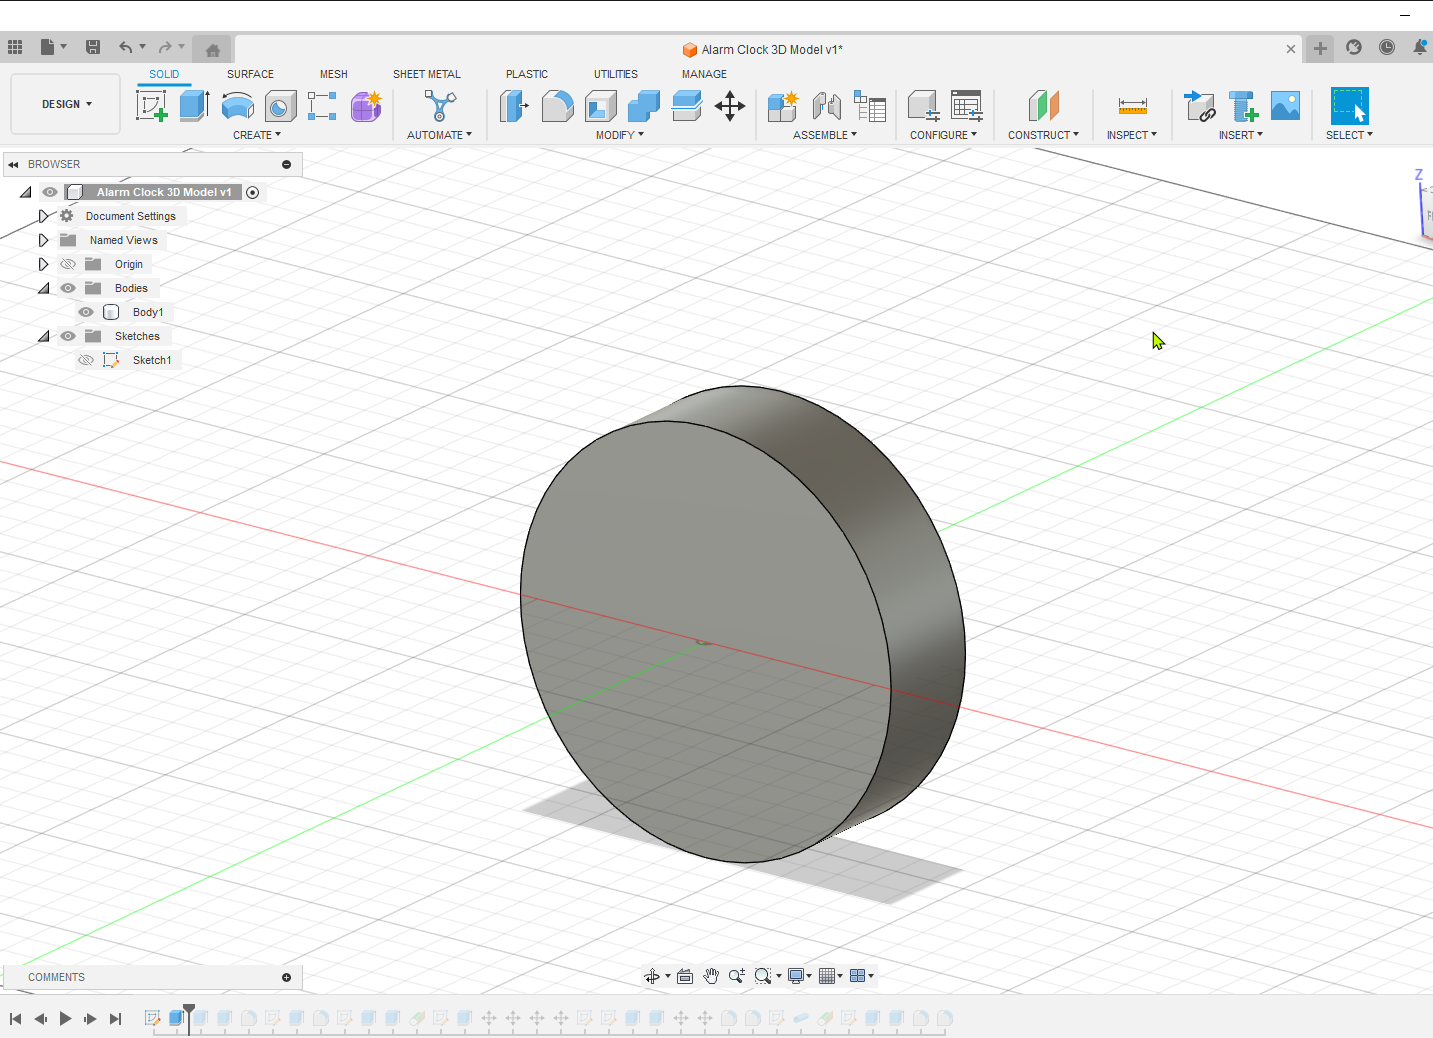 Alarm Clock 3D Model v1*
SOLID SURFACE MESH SHEET METAL PLASTIC UTILITIES MANAGE
DESIGN
CREATE AUTOMATE MODIFY ASSEMBLE CONFIGURE CONSTRUCT INSPECT INSERT SELECT
BROWSER
Alarm Clock 3D Model v1
Document Settings
Named Views
Origin
Bodies
Body1
Sketches
Sketch1
Z
COMMENTS